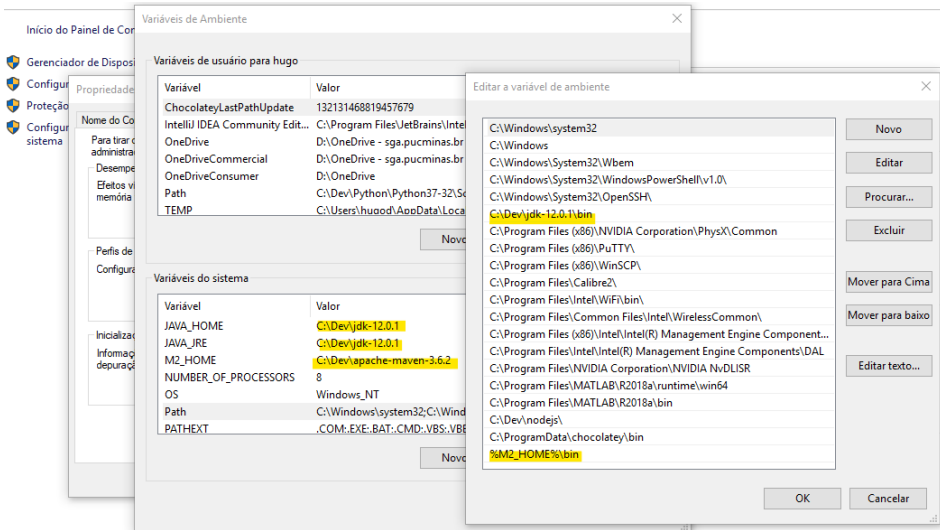 Início do Painel de Con
Gerenciador de Disposi
Configur
Proteção
Configur
sistema
Propriedade
Nome do Co
Para tirar
administra
Desempe
Efeitos vi
memória
Perfis de
Configura
Inicializa
Informaç
depuraçã
Variáveis de Ambiente
Variáveis de usuário para hugo
Variável Valor
ChocolateyLastPathUpdate 132131468819457679
IntelliJ IDEA Community Edit... C:\Program Files\JetBrains\Inte
OneDrive D:\OneDrive - sga.pucminas.br
OneDriveCommercial D:\OneDrive - sga.pucminas.br
OneDriveConsumer D:\OneDrive
Path C:\Dev\Python\Python37-32\Sc
TEMP C:\Users\hugod\AppData\Loca
Novo
Variáveis do sistema
Variável Valor
JAVA_HOME C:\Dev\jdk-12.0.1
JAVA_JRE C:\Dev\jdk-12.0.1
M2_HOME C:\Dev\apache-maven-3.6.2
NUMBER_OF_PROCESSORS 8
OS Windows_NT
Path C:\Windows\system32;C:\Wind
PATHEXT .COM;.EXE;.BAT;.CMD;.VBS;.VBE
Novo
Editar a variável de ambiente
C:\Windows\system32
C:\Windows
C:\Windows\System32\Wbem
C:\Windows\System32\WindowsPowerShell\v1.0\
C:\Windows\System32\OpenSSH\
C:\Dev\jdk-12.0.1\bin
C:\Program Files (x86)\NVIDIA Corporation\PhysX\Common
C:\Program Files (x86)\PuTTY\
C:\Program Files (x86)\WinSCP\
C:\Program Files\Calibre2\
C:\Program Files\Intel\WiFi\bin\
C:\Program Files\Common Files\Intel\WirelessCommon\
C:\Program Files (x86)\Intel\Intel(R) Management Engine Component...
C:\Program Files\Intel\Intel(R) Management Engine Components\DAL
C:\Program Files\NVIDIA Corporation\NVIDIA NvDLISR
C:\Program Files\MATLAB\R2018a\runtime\win64
C:\Program Files\MATLAB\R2018a\bin
C:\Dev\nodejs\
C:\ProgramData\chocolatey\bin
%M2_HOME%\bin
Novo
Editar
Procurar...
Excluir
Mover para Cima
Mover para baixo
Editar texto...
OK
Cancelar